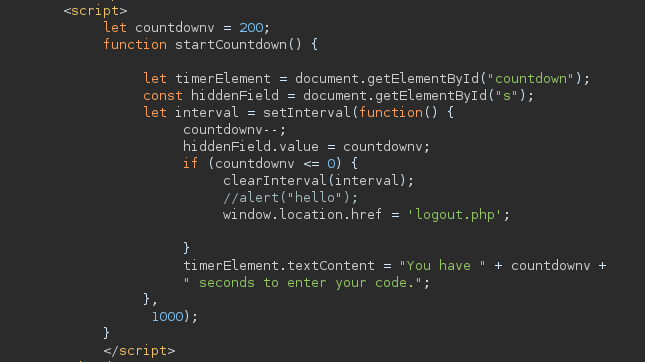 <script>
let countdownv = 200;
function startCountdown() {
let timerElement = document.getElementById("countdown");
const hiddenField = document.getElementById("s");
let interval = setInterval(function() {
countdownv--;
hiddenField.value = countdownv;
if (countdownv <= 0) {
clearInterval(interval);
//alert("hello");
window.location.href = 'logout.php';
}
timerElement.textContent = "You have " + countdownv +
" seconds to enter your code.";
},
1000);
}
</script>